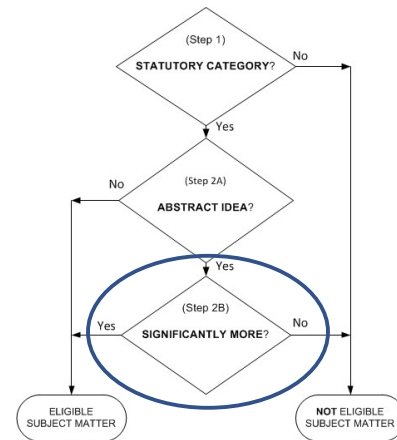 (Step 1)
No
STATUTORY CATEGORY?
Yes
No
(Step 2A)
ABSTRACT IDEA?
Yes
(Step 2B)
Yes
No
SIGNIFICANTLY MORE?
ELIGIBLE
SUBJECT MATTER
NOT ELIGIBLE
SUBJECT MATTER